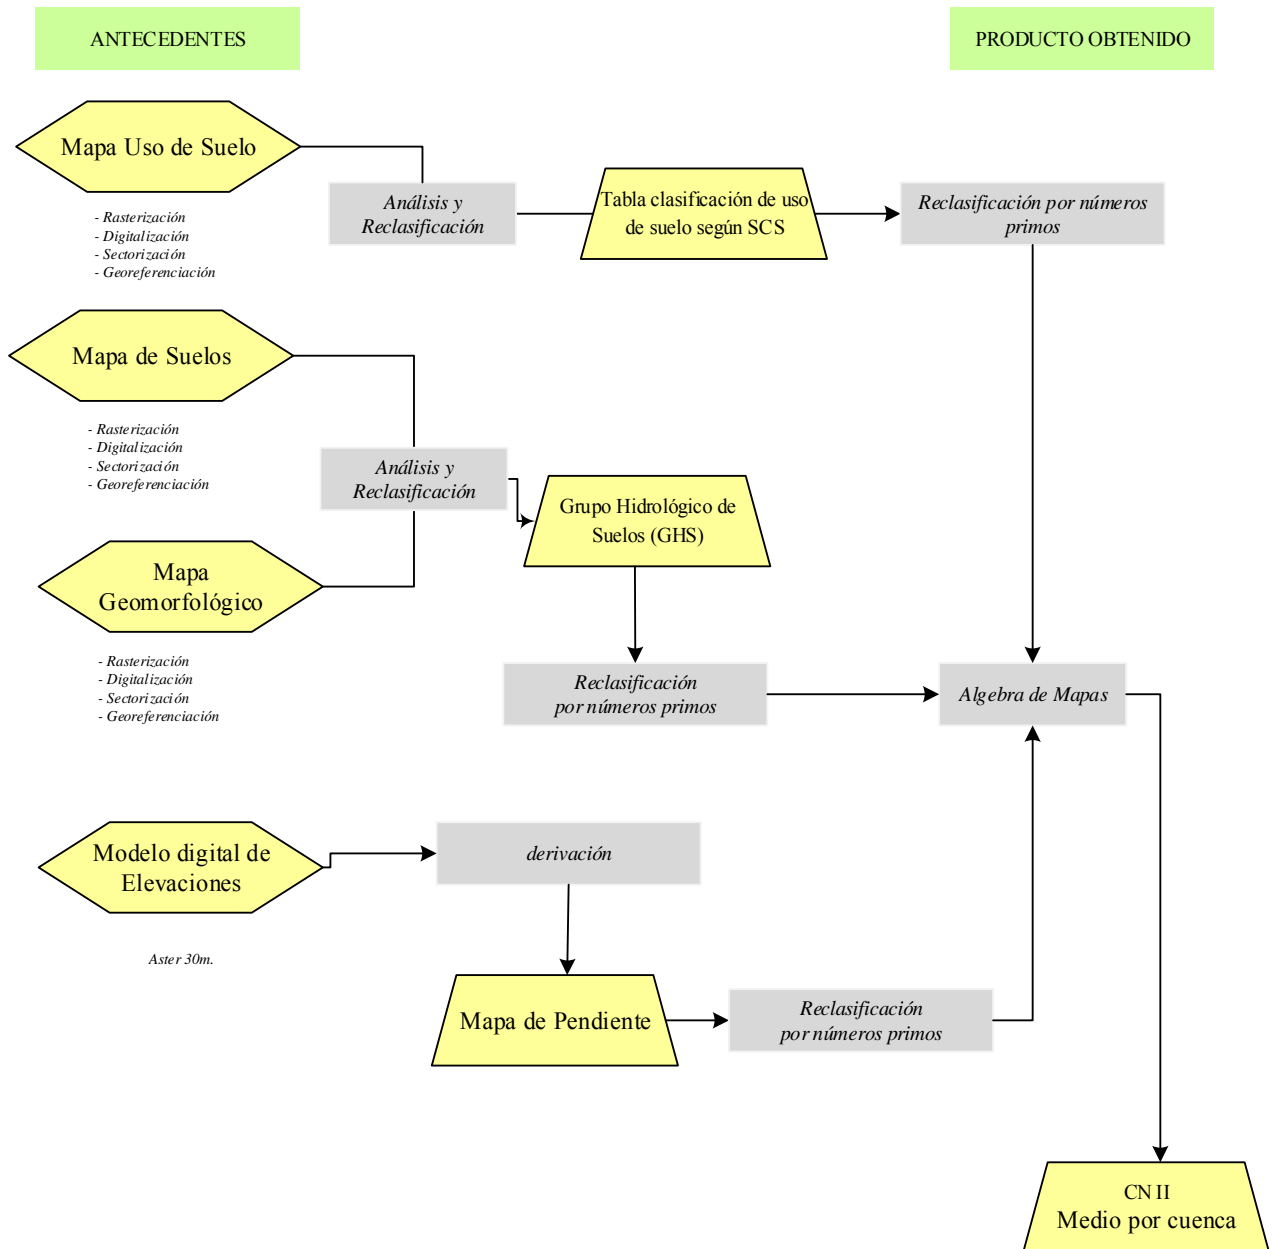 ANTECEDENTES
PRODUCTO OBTENIDO
Mapa Uso de Suelo
- Rasterización
- Digitalización
- Sectorización
- Georeferenciación
Análisis y
Reclasificación
Tabla clasificación de uso
de suelo según SCS
Reclasificación por números
primos
Mapa de Suelos
- Rasterización
- Digitalización
- Sectorización
- Georeferenciación
Análisis y
Reclasificación
Grupo Hidrológico de
Suelos (GHS)
Mapa
Geomorfológico
- Rasterización
- Digitalización
- Sectorización
- Georeferenciación
Reclasificación
por números primos
Algebra de Mapas
Modelo digital de
Elevaciones
Aster 30m.
derivación
Mapa de Pendiente
Reclasificación
por números primos
CN II
Medio por cuenca